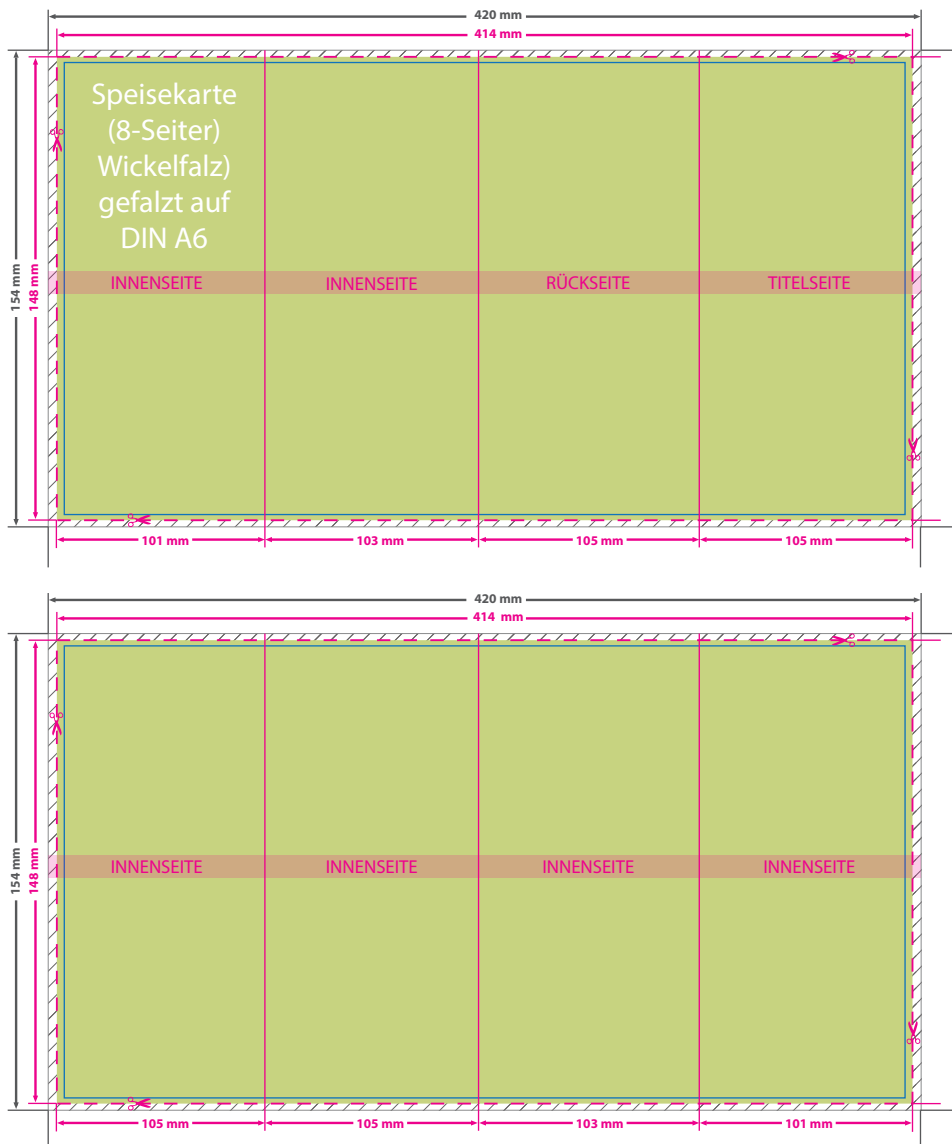 420 mm
414 mm
Speisekarte
(8-Seiter)
Wickelfalz)
gefalzt auf
DIN A6
154 mm
148 mm
INNENSEITE INNENSEITE RÜCKSEITE TITELSEITE
101 mm 103 mm 105 mm 105 mm
420 mm
414 mm
154 mm
148 mm
INNENSEITE INNENSEITE INNENSEITE INNENSEITE
105 mm 105 mm 103 mm 101 mm